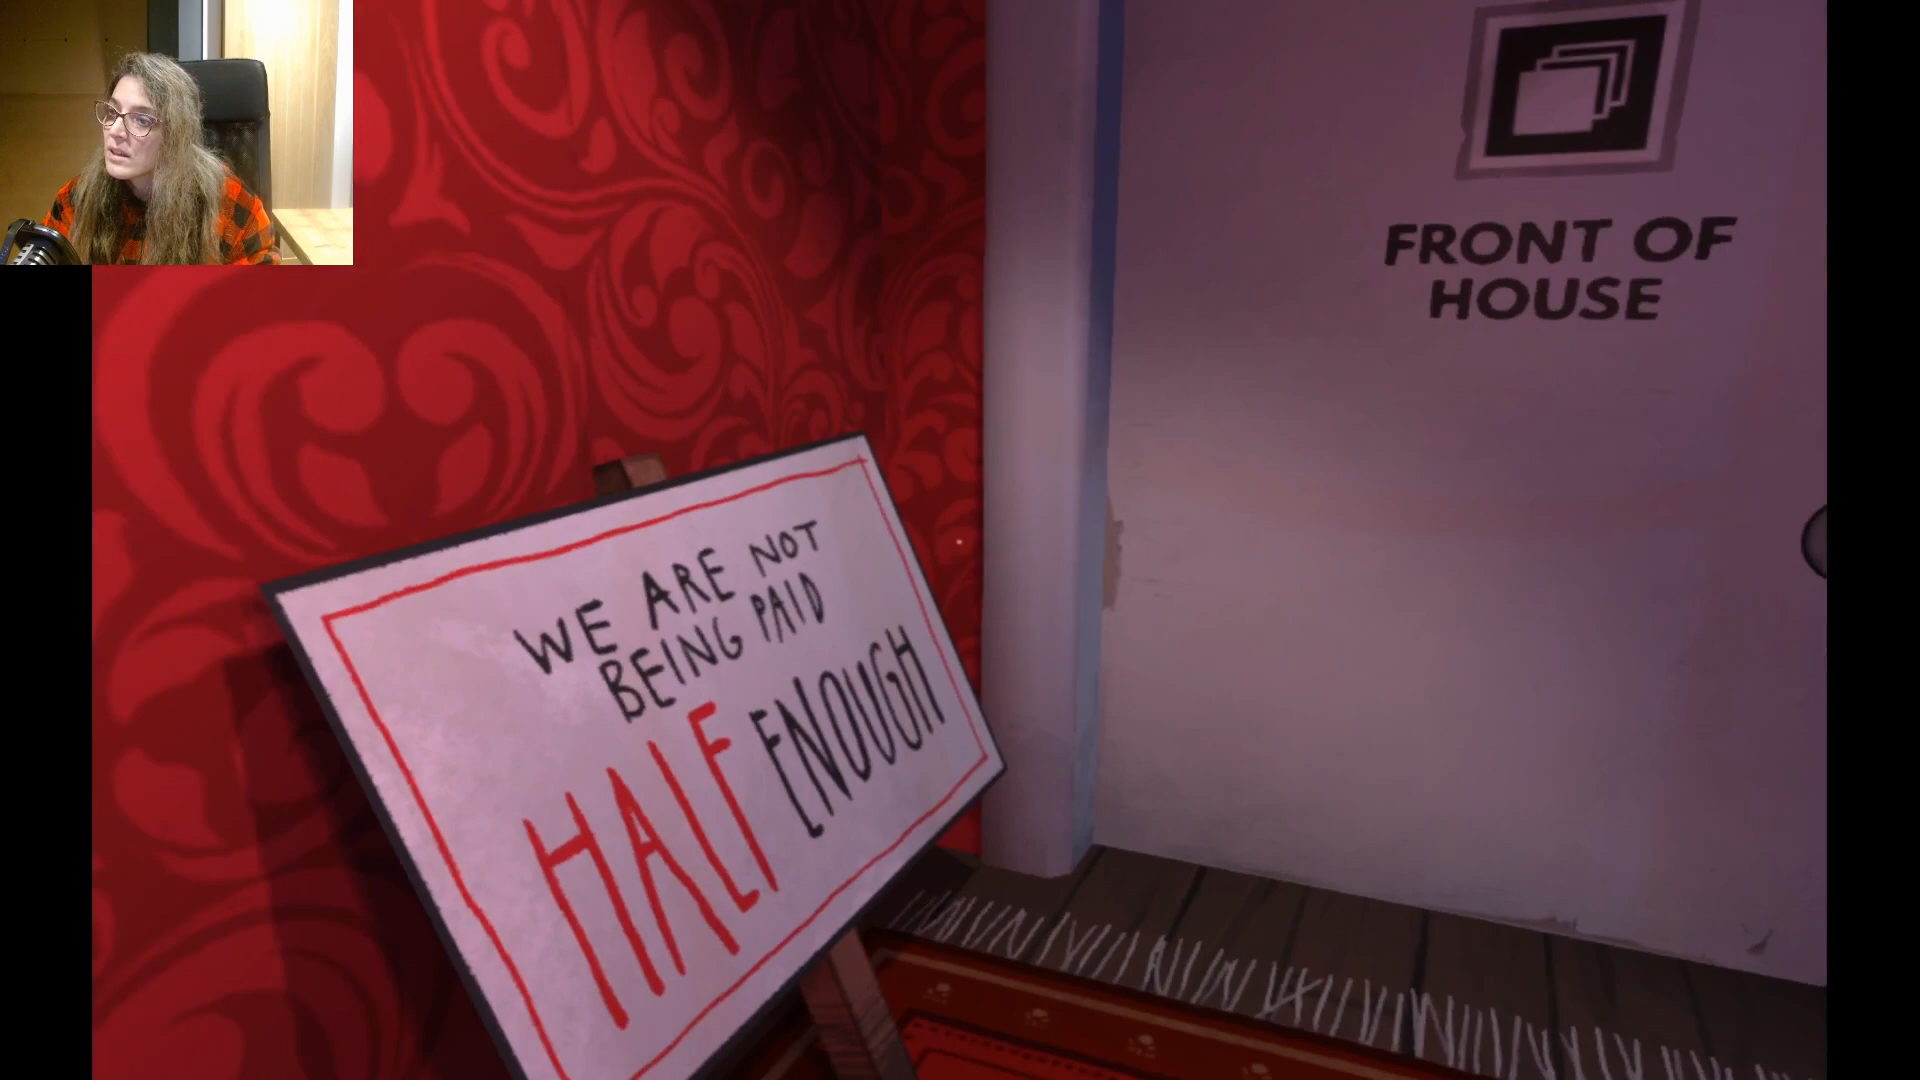 FRONT OF
HOUSE
WE ARE NOT
BEING PAID
HALF ENOUGH